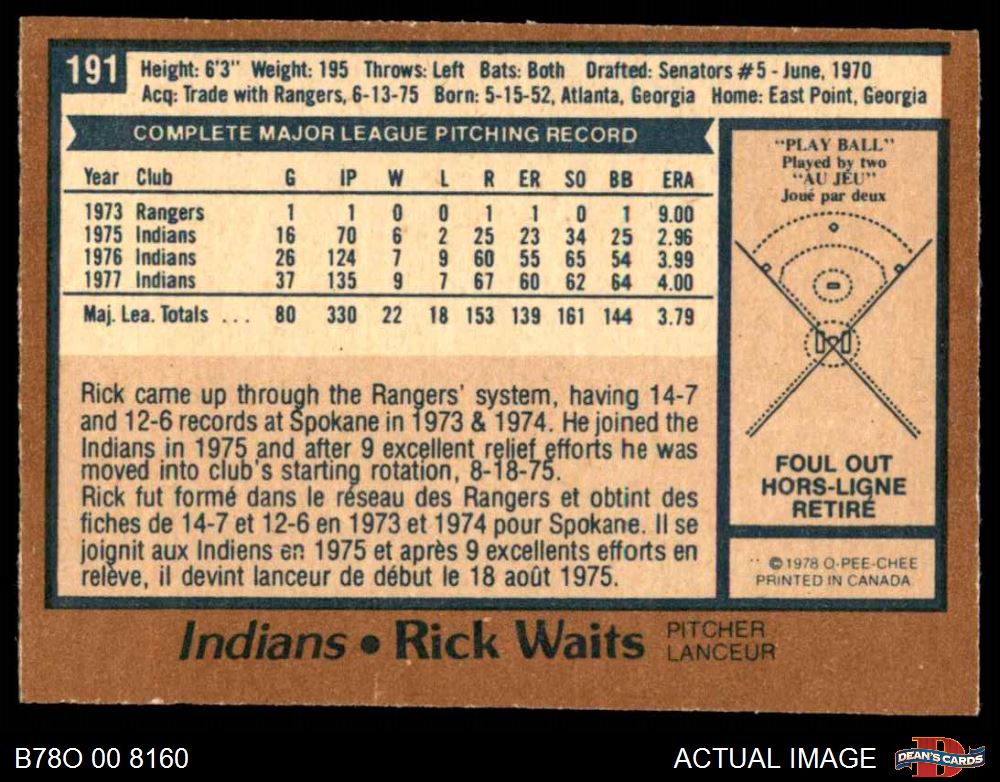 191
Height: 6'3" Weight: 195 Throws: Left Bats: Both Drafted: Senators #5 - June, 1970
Acq: Trade with Rangers, 6-13-75 Born: 5-15-52, Atlanta, Georgia Home: East Point, Georgia
COMPLETE MAJOR LEAGUE PITCHING RECORD
Year Club G IP W L R ER SO BB ERA
1973 Rangers 1 1 0 0 1 1 0 1 9.00
1975 Indians 16 70 6 2 25 23 34 25 2.96
1976 Indians 26 124 7 9 60 55 65 54 3.99
1977 Indians 37 135 9 7 67 60 62 64 4.00
Maj. Lea. Totals ... 80 330 22 18 153 139 161 144 3.79
Rick came up through the Rangers' system, having 14-7
and 12-6 records at Spokane in 1973 & 1974. He joined the
Indians in 1975 and after 9 excellent relief efforts he was
moved into club's starting rotation, 8-18-75.
Rick fut formé dans le réseau des Rangers et obtint des
fiches de 14-7 et 12-6 en 1973 et 1974 pour Spokane. Il se
joignit aux Indiens en 1975 et après 9 excellents efforts en
relève, il devint lanceur de début le 18 août 1975.
"PLAY BALL"
Played by two
"AU JEU"
Joué par deux
FOUL OUT
HORS-LIGNE
RETIRÉ
** © 1978 O-PEE-CHEE
PRINTED IN CANADA
Indians • Rick Waits
PITCHER
LANCEUR
B78O 00 8160
ACTUAL IMAGE
D
DEAN'S CARDS